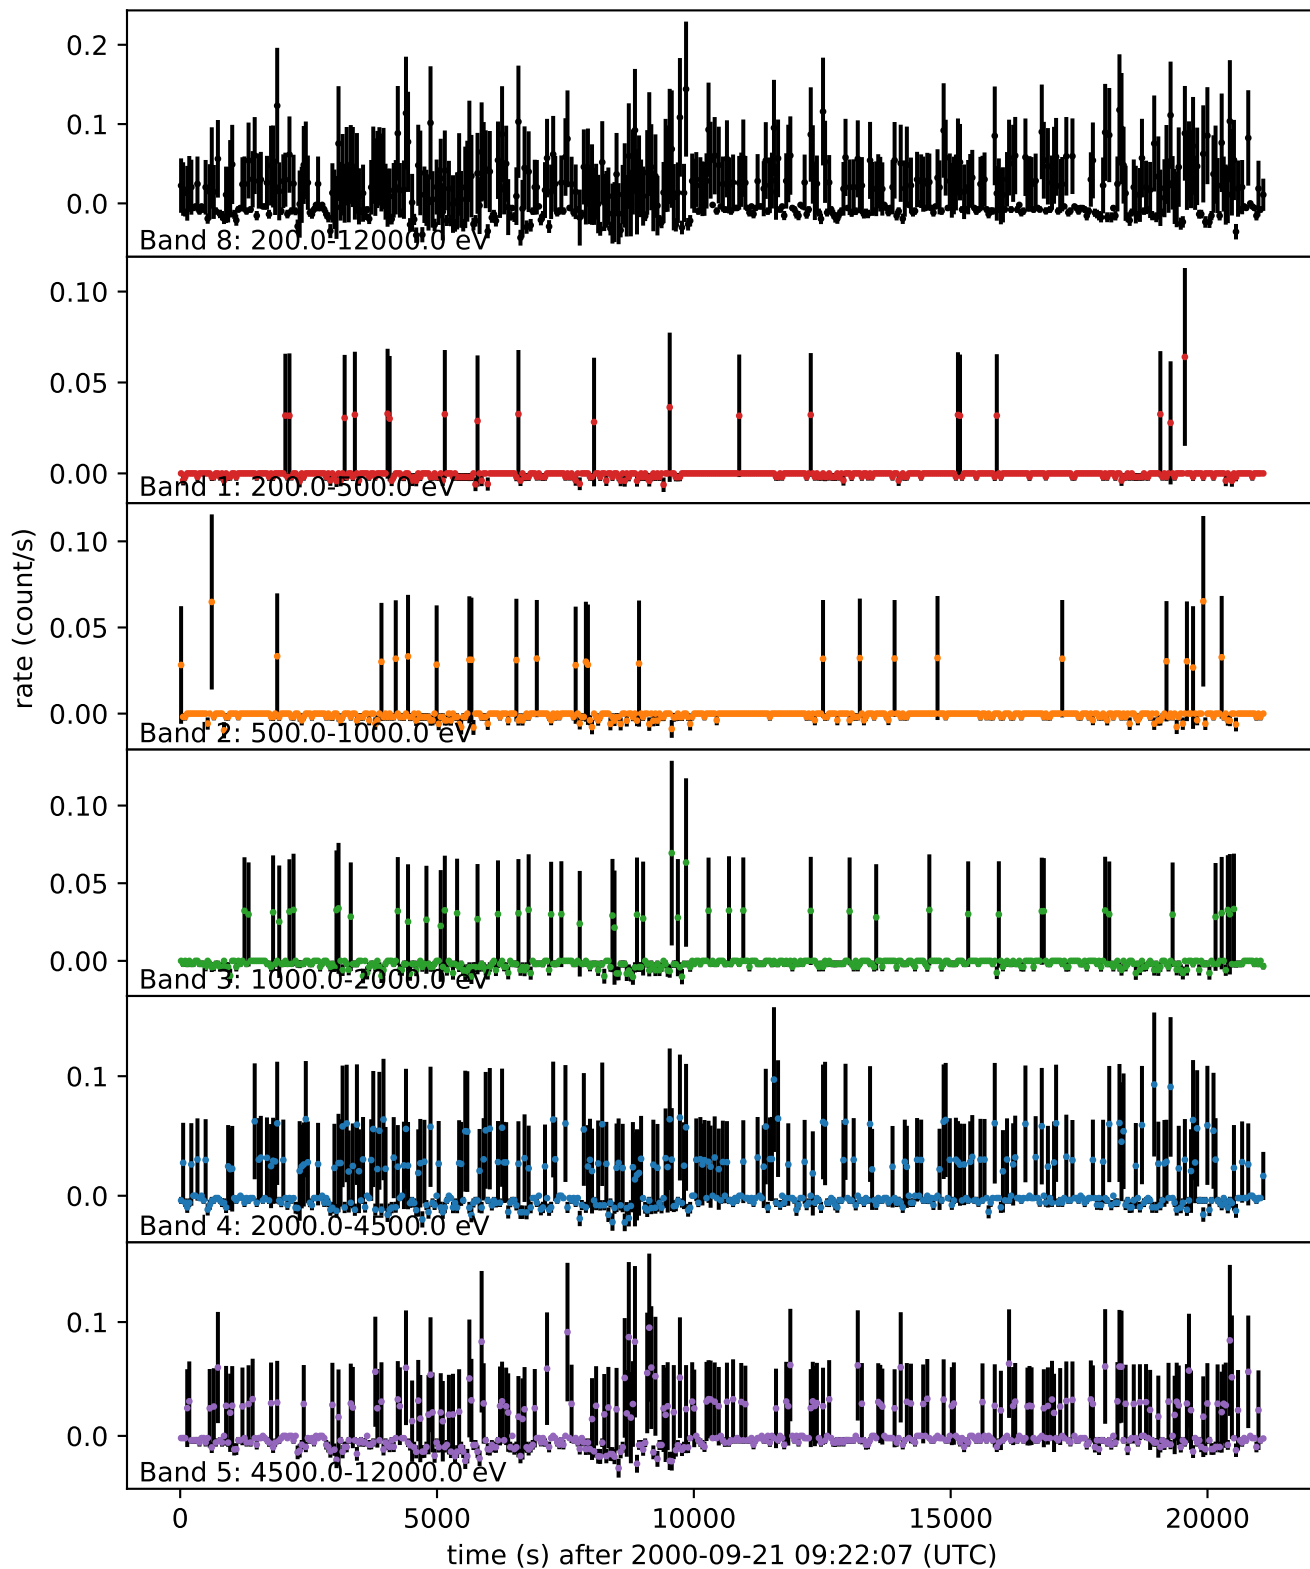 0.2
0.1
0.0
Band 8: 200.0-12000.0 eV
0.10
0.05
0.00
Band 1: 200.0-500.0 eV
0.10
0.05
0.00
Band 2: 500.0-1000.0 eV
rate (count/s)
0.10
0.05
0.00
Band 3: 1000.0-2000.0 eV
0.1
0.0
Band 4: 2000.0-4500.0 eV
0.1
0.0
Band 5: 4500.0-12000.0 eV
0 5000 10000 15000 20000
time (s) after 2000-09-21 09:22:07 (UTC)